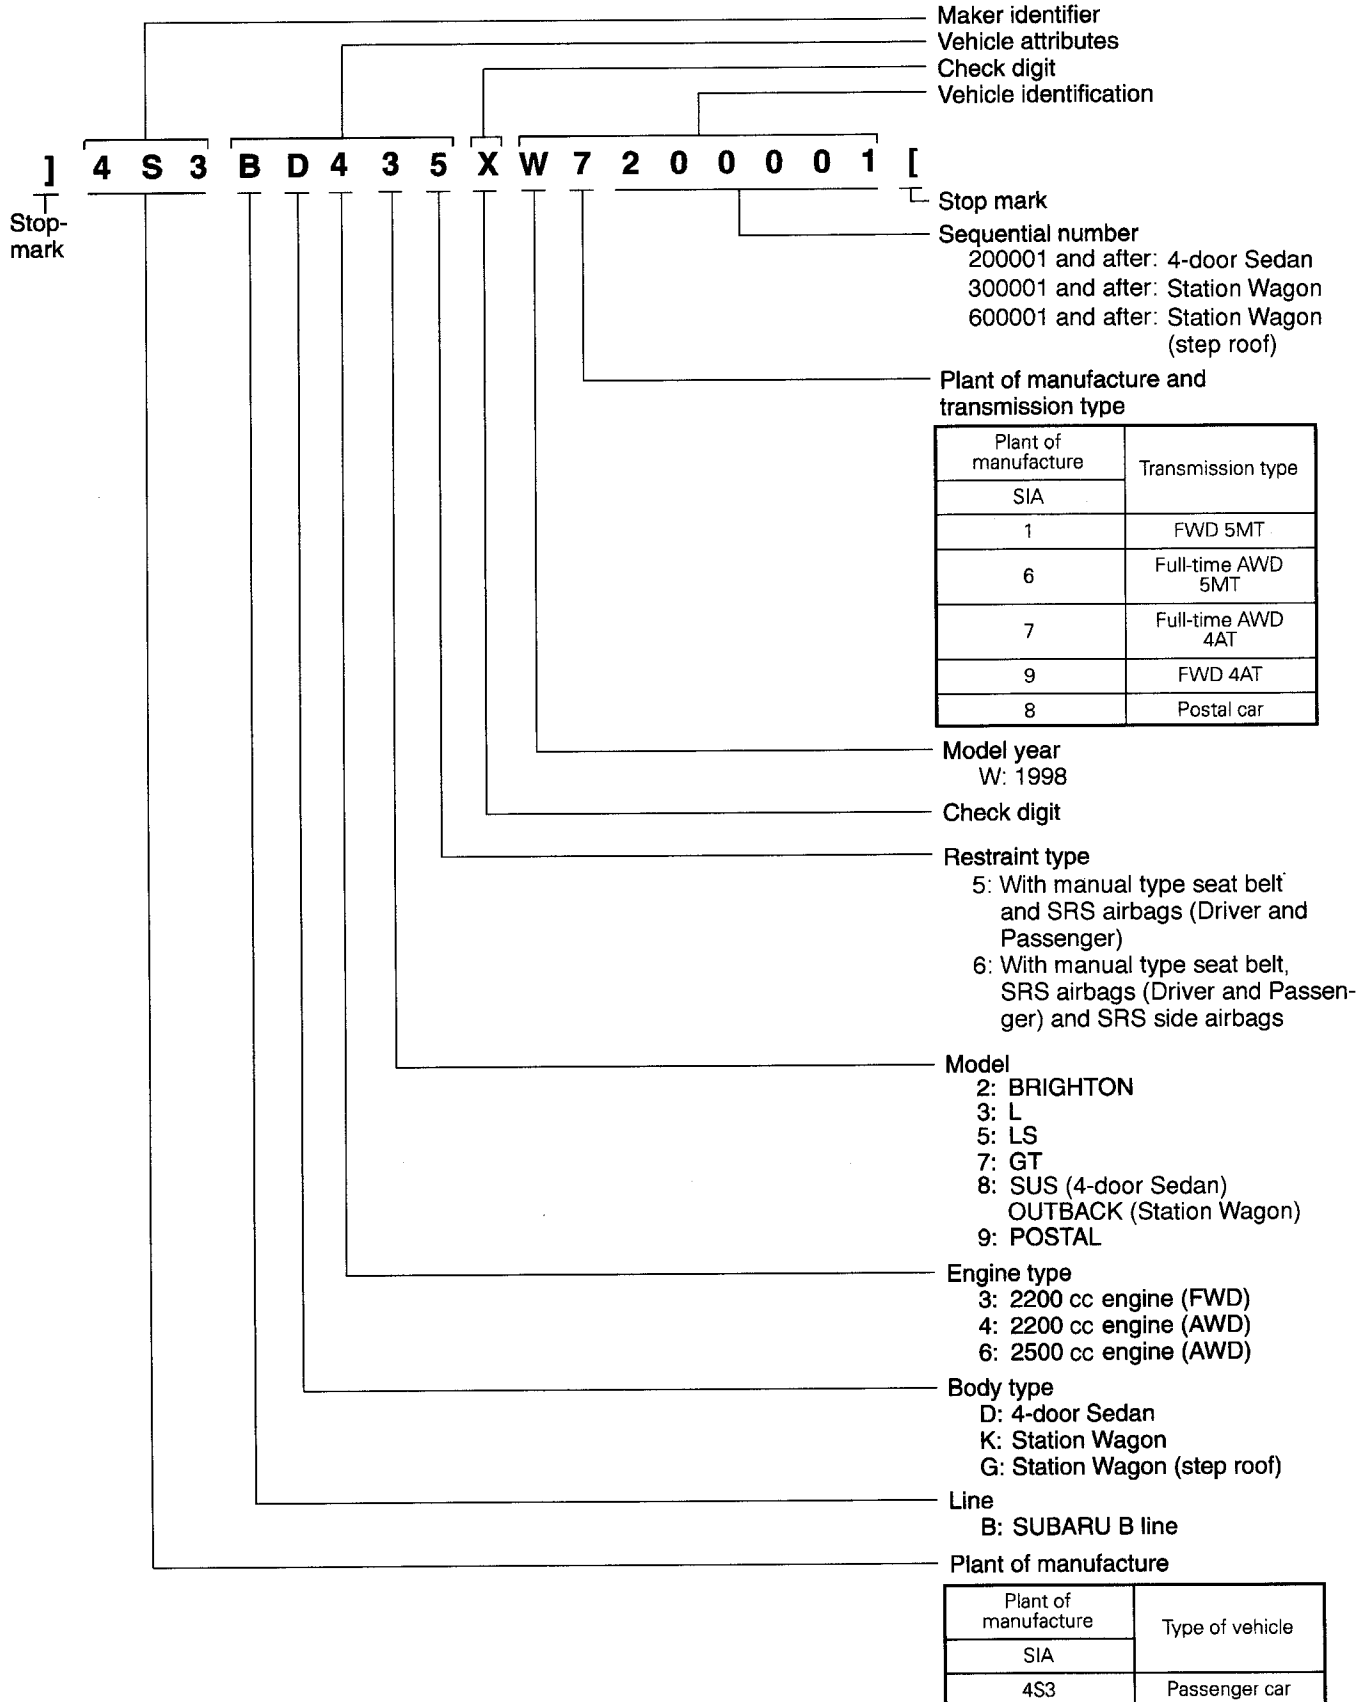 Maker identifier
Vehicle attributes
Check digit
Vehicle identification
] 4 S 3 B D 4 3 5 X W 7 2 0 0 0 0 1 [
Stop-
mark
Stop mark
Sequential number
200001 and after: 4-door Sedan
300001 and after: Station Wagon
600001 and after: Station Wagon
(step roof)
Plant of manufacture and
transmission type
Plant of
manufacture
Transmission type
SIA
1 FWD 5MT
6 Full-time AWD
5MT
7 Full-time AWD
4AT
9 FWD 4AT
8 Postal car
Model year
W: 1998
Check digit
Restraint type
5: With manual type seat belt
and SRS airbags (Driver and
Passenger)
6: With manual type seat belt,
SRS airbags (Driver and Passen-
ger) and SRS side airbags
Model
2: BRIGHTON
3: L
5: LS
7: GT
8: SUS (4-door Sedan)
OUTBACK (Station Wagon)
9: POSTAL
Engine type
3: 2200 cc engine (FWD)
4: 2200 cc engine (AWD)
6: 2500 cc engine (AWD)
Body type
D: 4-door Sedan
K: Station Wagon
G: Station Wagon (step roof)
Line
B: SUBARU B line
Plant of manufacture
Plant of
manufacture
Type of vehicle
SIA
4S3 Passenger car